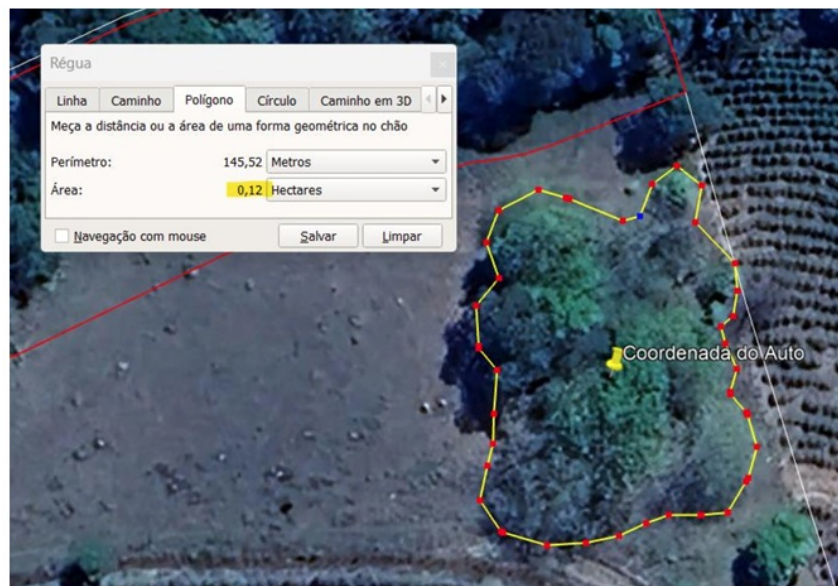 Régua
Linha Caminho Polígono Círculo Caminho em 3D
Meça a distância ou a área de uma forma geométrica no chão
Perímetro: 145,52 Metros
Área: 0,12 Hectares
Navegação com mouse Salvar Limpar
Coordenada do Auto